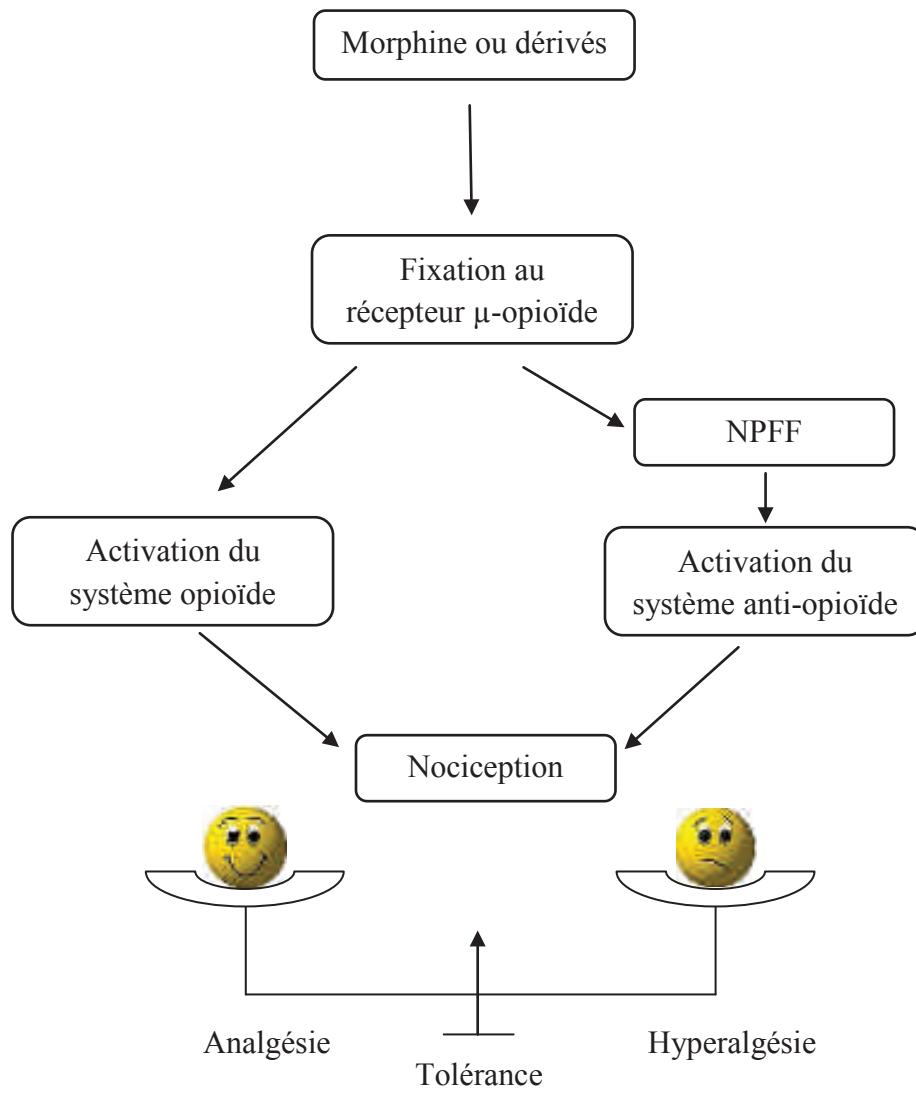 Morphine ou dérivés
Fixation au
récepteur µ-opioïde
NPFF
Activation du
système opioïde
Activation du
système anti-opioïde
Nociception
Analgésie
Hyperalgésie
Tolérance